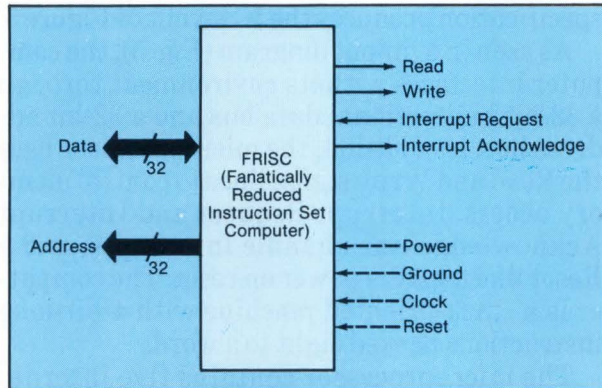 Read
Write
Interrupt Request
Interrupt Acknowledge
Data
32
FRISC
(Fanatically
Reduced
Instruction Set
Computer)
Address
32
Power
Ground
Clock
Reset